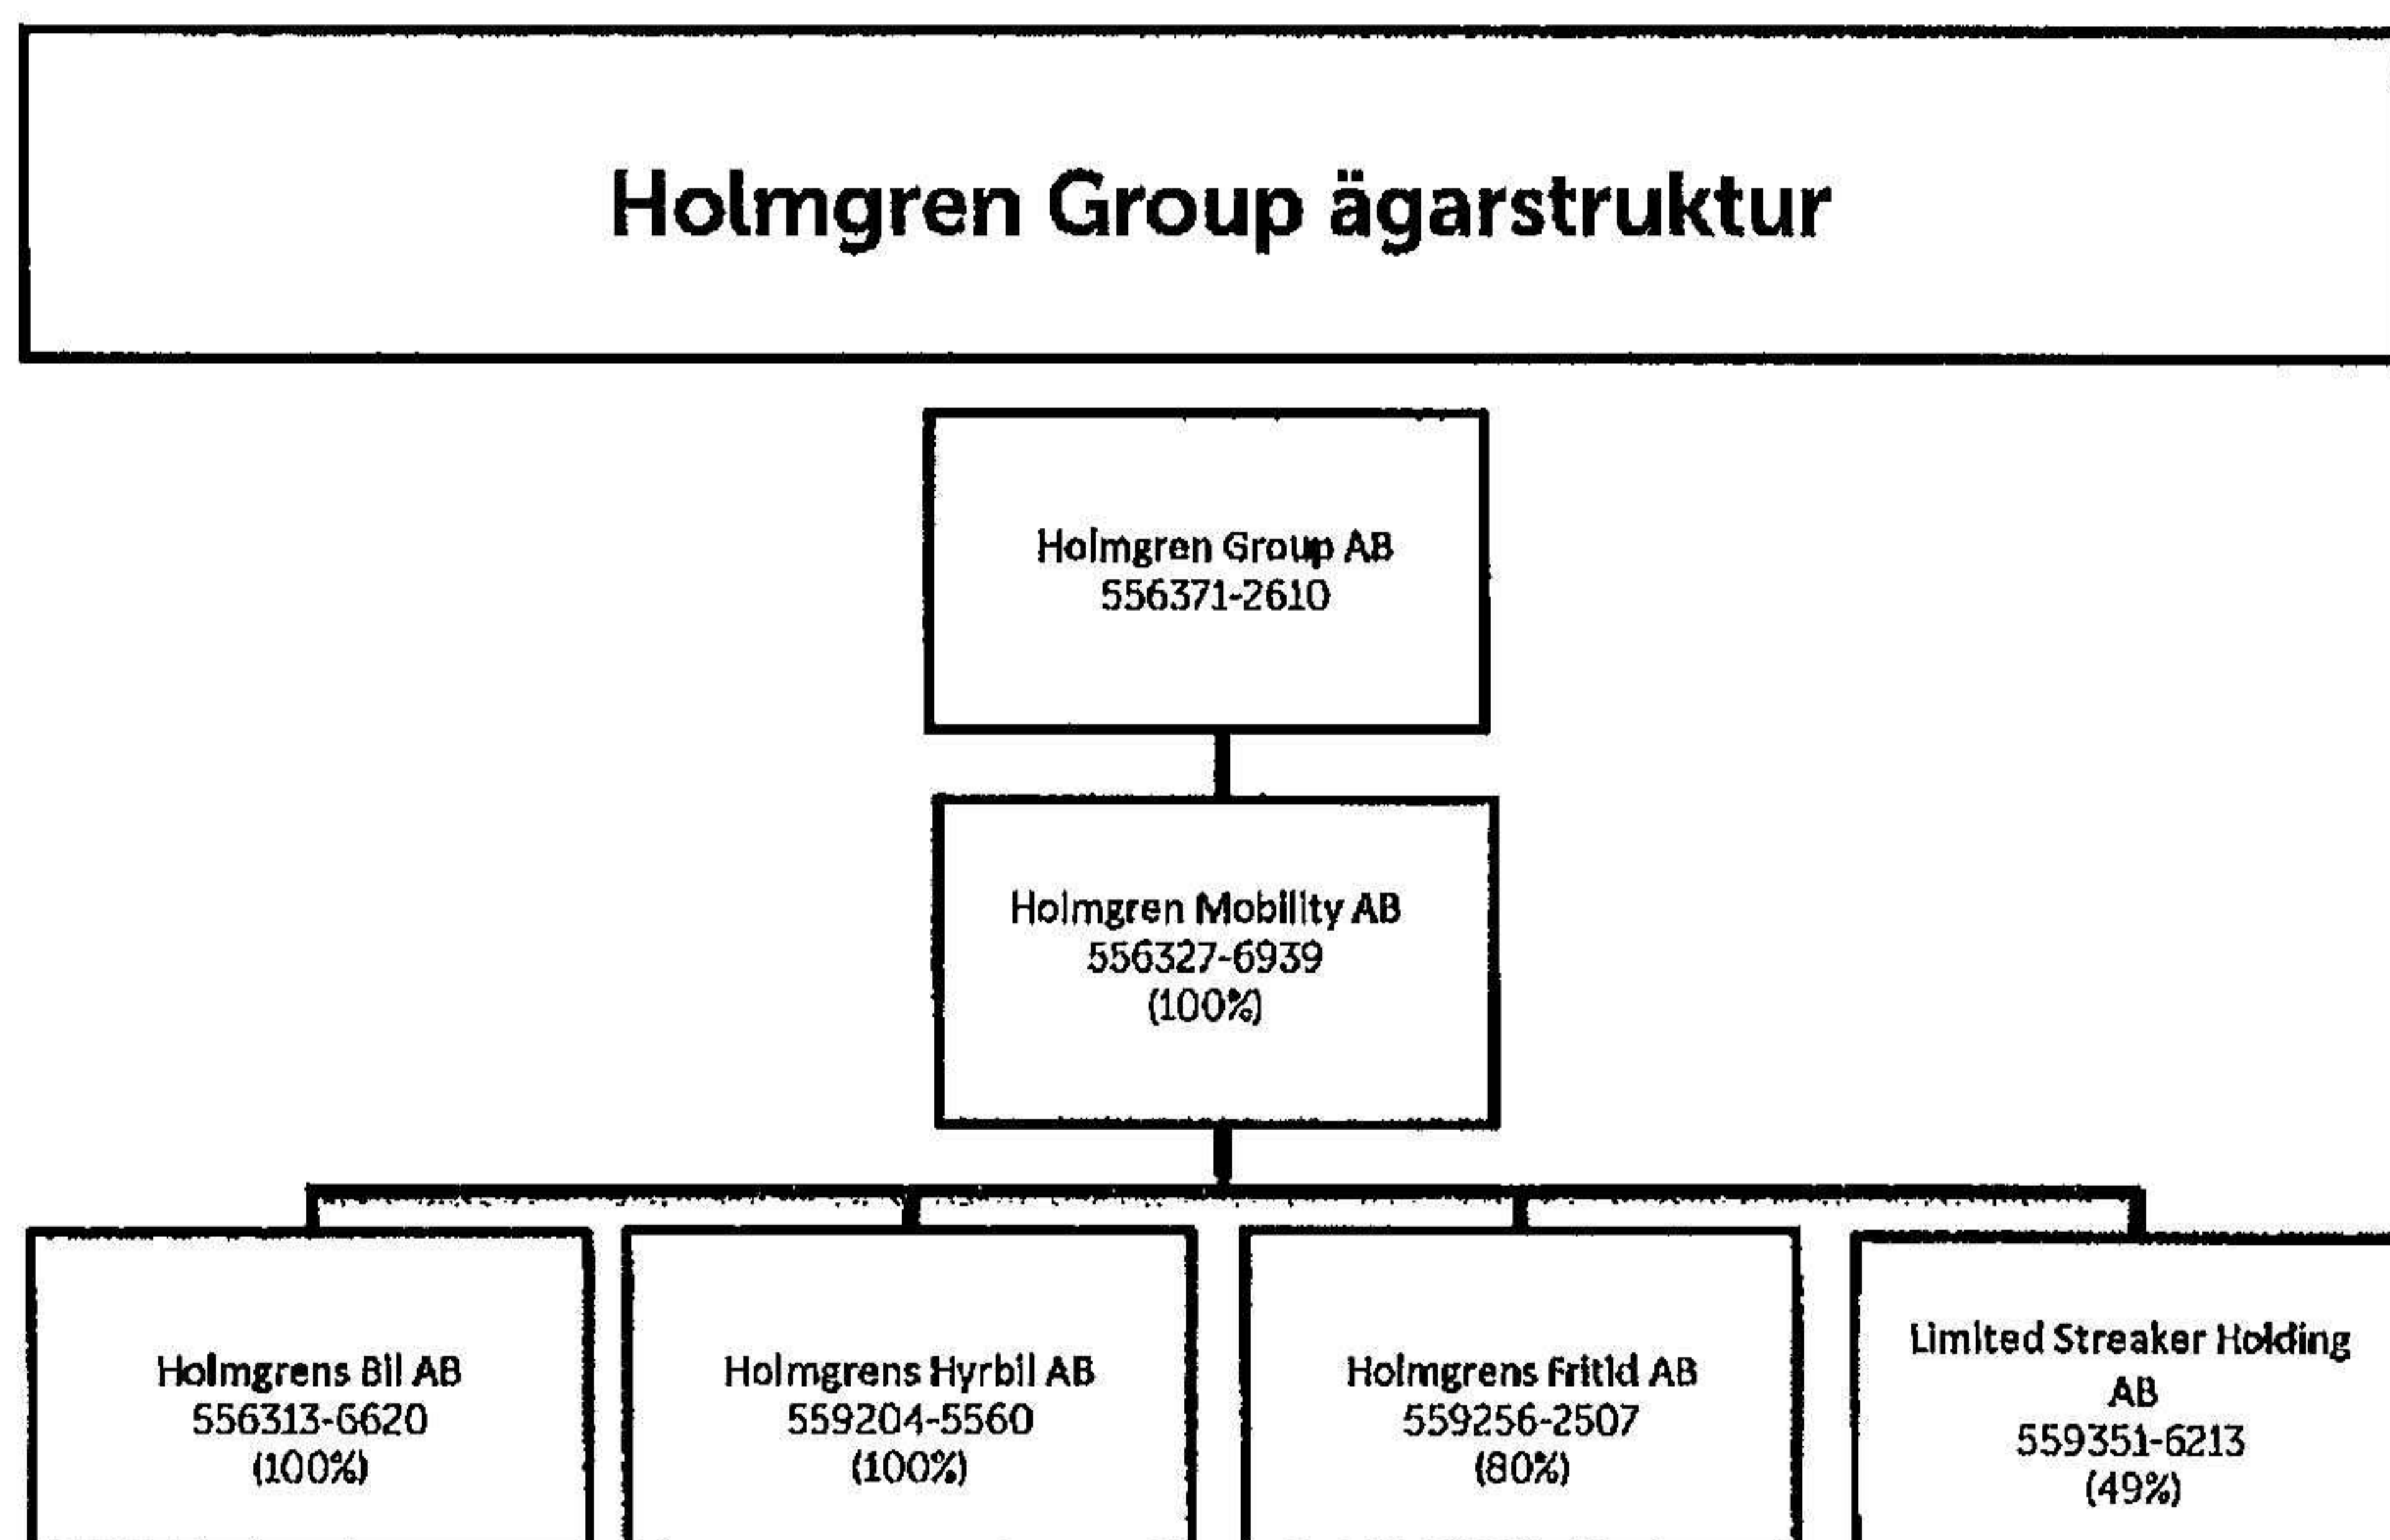 Holmgren Group ägarstruktur
Holmgren Group AB
556371-2610
Holmgren Mobility AB
556327-6939
(100%)
Holmgrens Bil AB
556313-6620
(100%)
Holmgrens Hyrbil AB
559204-5560
(100%)
Holmgrens Fritid AB
559256-2507
(80%)
Limited Streaker Holding
AB
559351-6213
(49%)